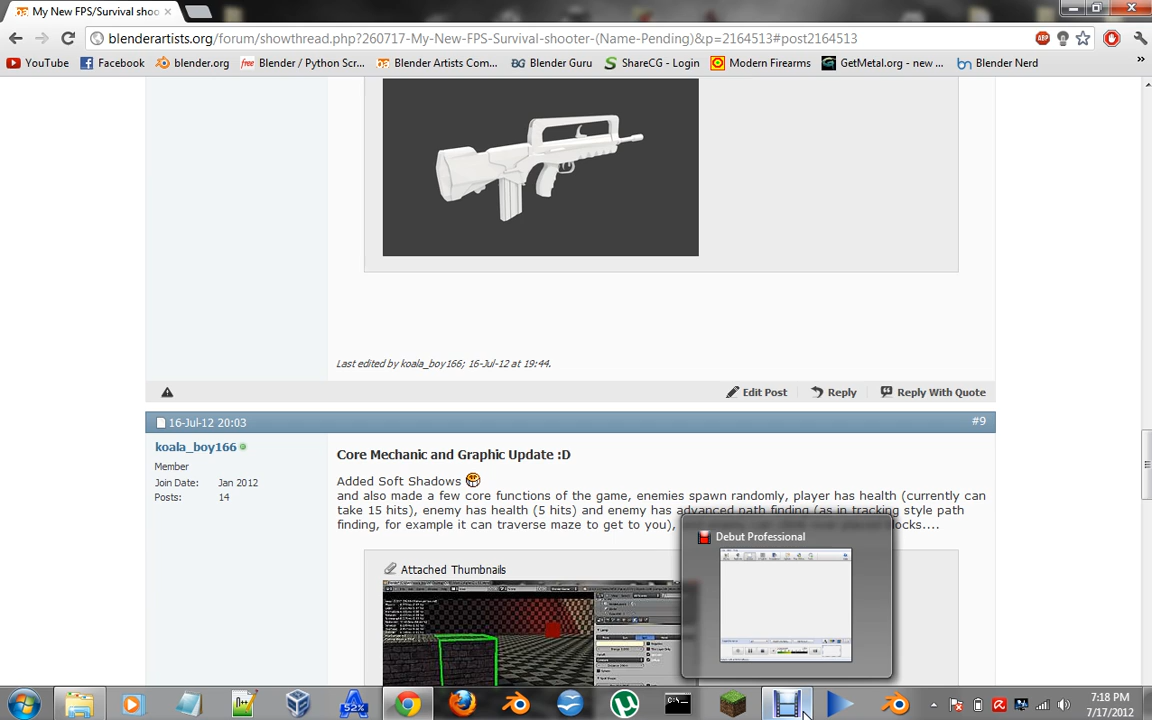 My New FPS/Survival shoo
blenderartists.org/forum/showthread.php?260717-My-New-FPS-Survival-shooter-(Name-Pending)&p=2164513#post2164513
ABP
YouTube Facebook blender.org free Blender / Python Scr... Blender Artists Com... BG Blender Guru ShareCG - Login Modern Firearms GetMetal.org - new ... bn Blender Nerd »
Last edited by koala_boy166; 16-Jul-12 at 19:44.
Edit Post Reply Reply With Quote
16-Jul-12 20:03 #9
koala_boy166
Member
Join Date: Jan 2012
Posts: 14
Core Mechanic and Graphic Update :D
Added Soft Shadows
and also made a few core functions of the game, enemies spawn randomly, player has health (currently can
take 15 hits), enemy has health (5 hits) and enemy has advanced path finding (as in tracking style path
finding, for example it can traverse maze to get to you), locks....
Attached Thumbnails
Debut Professional
52%
C:\
7:18 PM
7/17/2012